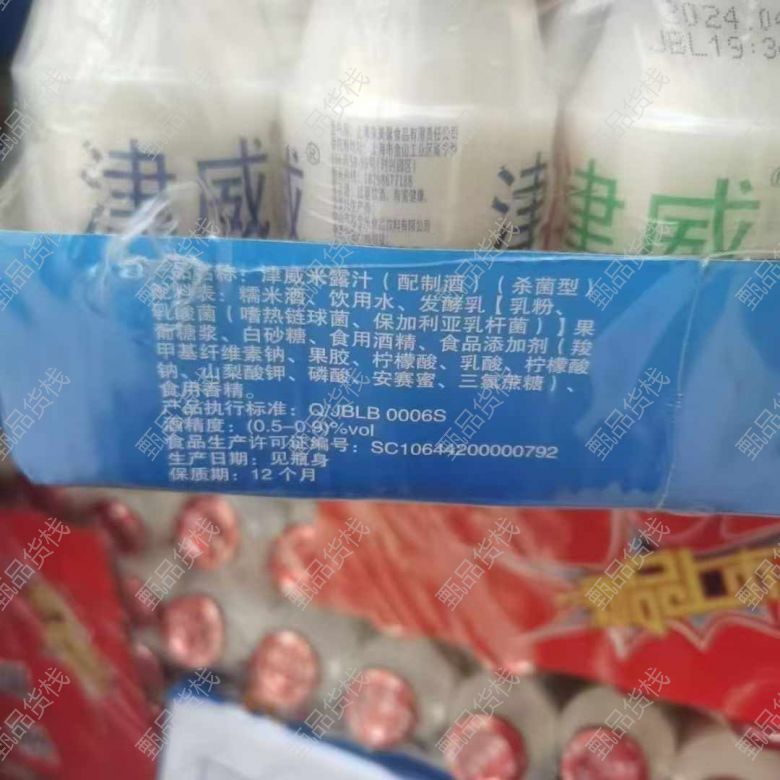 2024.0
JBL19:3
津威
®
津
津威
产品名称：津威米露汁（配制酒）（杀菌型）
配料表：糯米酒、饮用水、发酵乳【乳粉、
乳酸菌（嗜热链球菌、保加利亚乳杆菌）】果
葡糖浆、白砂糖、食用酒精、食品添加剂（羧
甲基纤维素钠、果胶、柠檬酸、乳酸、柠檬酸
钠、山梨酸钾、磷酸、安赛蜜、三氯蔗糖）、
食用香精。
产品执行标准：Q/JBLB 0006S
酒精度：(0.5–0.9)%vol
食品生产许可证编号：SC10644200000792
生产日期：见瓶身
保质期：12个月
甄品货栈